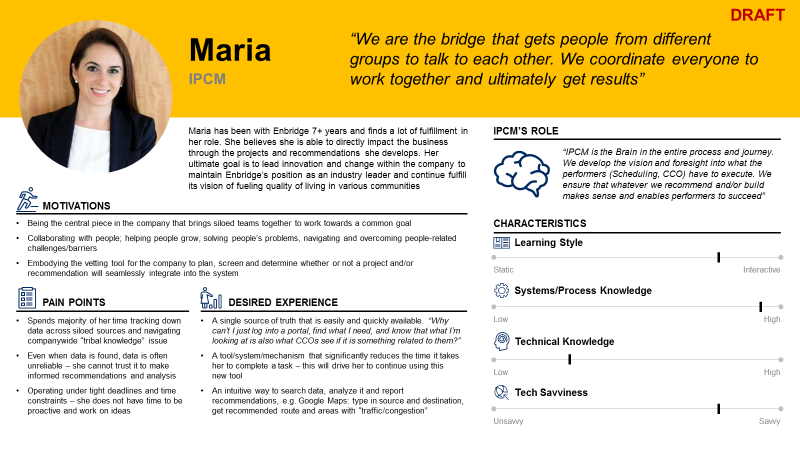 DRAFT
Maria
IPCM
“We are the bridge that gets people from different
groups to talk to each other. We coordinate everyone to
work together and ultimately get results”
Maria has been with Enbridge 7+ years and finds a lot of fulfillment in
her role. She believes she is able to directly impact the business
through the projects and recommendations she develops. Her
ultimate goal is to lead innovation and change within the company to
maintain Enbridge’s position as an industry leader and continue fulfill
its vision of fueling quality of living in various communities
MOTIVATIONS
• Being the central piece in the company that brings siloed teams together to work towards a common goal
• Collaborating with people; helping people grow, solving people’s problems, navigating and overcoming people-related
challenges/barriers
• Embodying the vetting tool for the company to plan, screen and determine whether or not a project and/or
recommendation will seamlessly integrate into the system
PAIN POINTS
• Spends majority of her time tracking down
data across siloed sources and navigating
companywide “tribal knowledge” issue
• Even when data is found, data is often
unreliable – she cannot trust it to make
informed recommendations and analysis
• Operating under tight deadlines and time
constraints – she does not have time to be
proactive and work on ideas
DESIRED EXPERIENCE
• A single source of truth that is easily and quickly available. “Why
can’t I just log into a portal, find what I need, and know that what I’m
looking at is also what CCOs see if it is something related to them?”
• A tool/system/mechanism that significantly reduces the time it takes
her to complete a task – this will drive her to continue using this
new tool
• An intuitive way to search data, analyze it and report
recommendations, e.g. Google Maps: type in source and destination,
get recommended route and areas with “traffic/congestion”
IPCM’S ROLE
“IPCM is the Brain in the entire process and journey.
We develop the vision and foresight into what the
performers (Scheduling, CCO) have to execute. We
ensure that whatever we recommend and/or build
makes sense and enables performers to succeed”
CHARACTERISTICS
Learning Style
Static Interactive
Systems/Process Knowledge
Low High
Technical Knowledge
Low High
Tech Savviness
Unsavvy Savvy